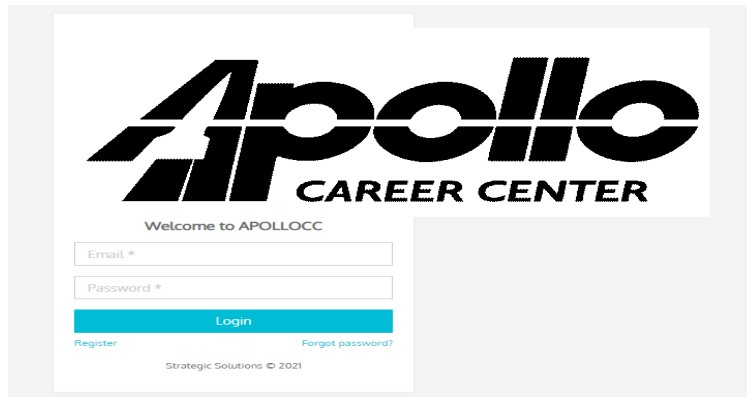 Apollo
CAREER CENTER
Welcome to APOLLOCC
Email *
Password *
Login
Register Forgot password?
Strategic Solutions © 2021